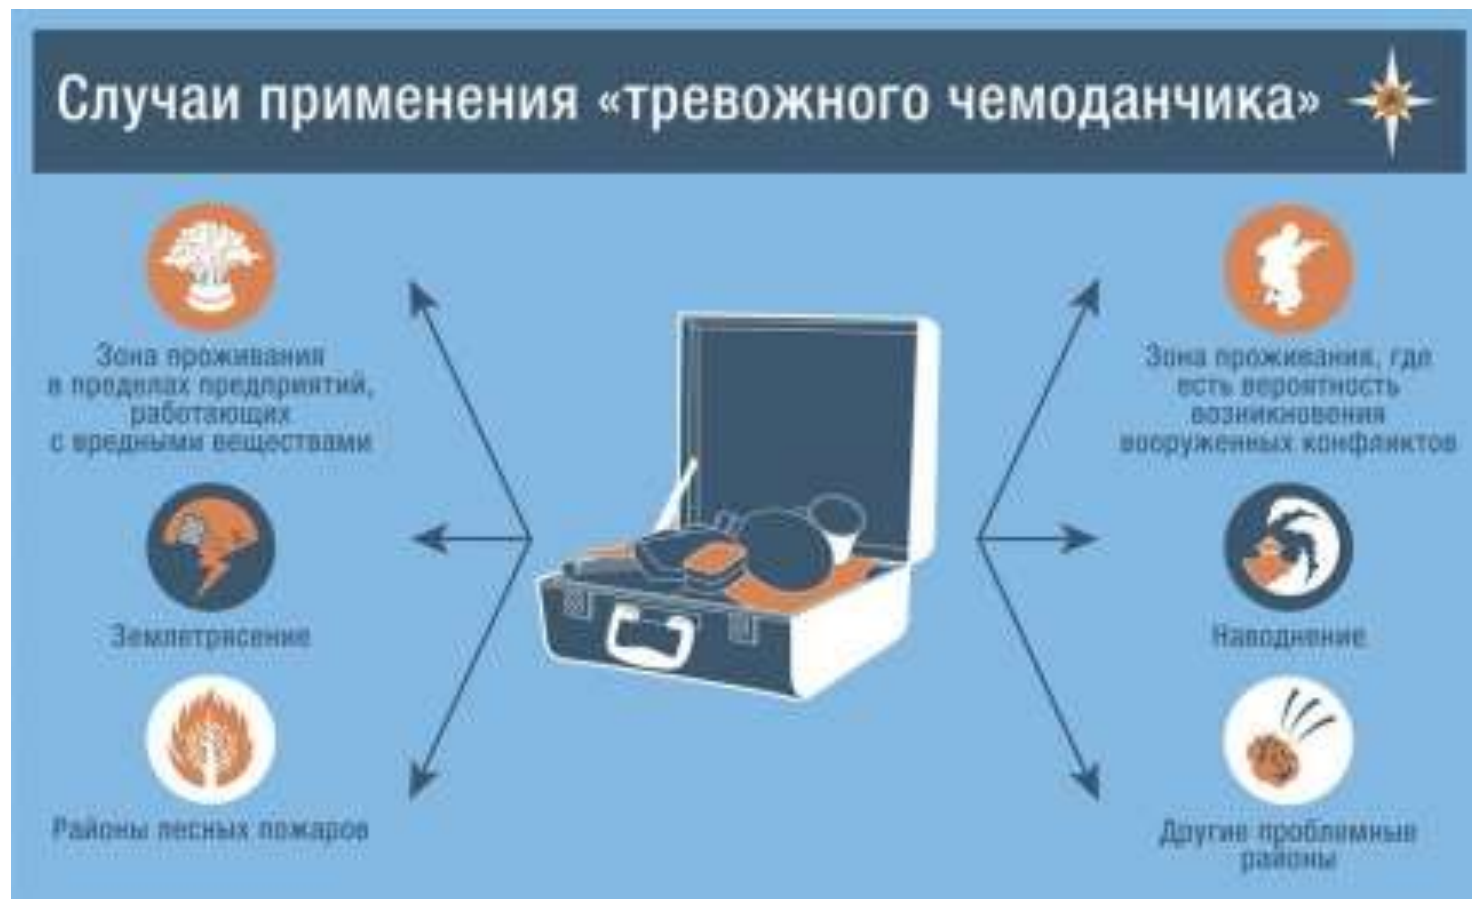 Случаи применения «тревожного чемоданчика»
Зона проживания
в пределах предприятий,
работающих
с вредными веществами
Землетрясение
Районы лесных пожаров
Зона проживания, где
есть вероятность
возникновения
вооруженных конфликтов
Наводнение
Другие проблемные
районы